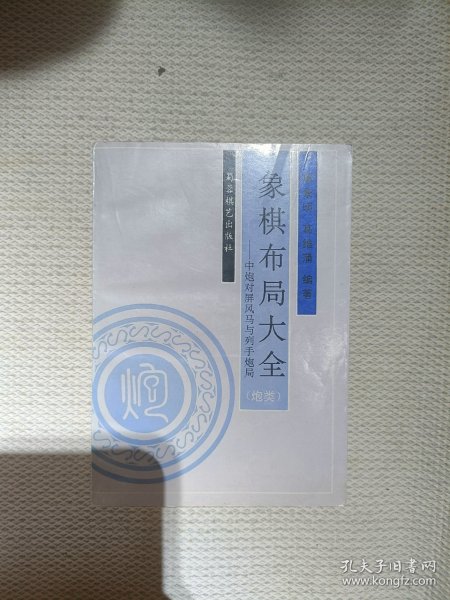 编著
象棋布局大全
(炮类)
——中炮对屏风马与列手炮局
蜀蓉棋艺出版社
炮
孔夫子旧书网
www.kongfz.com